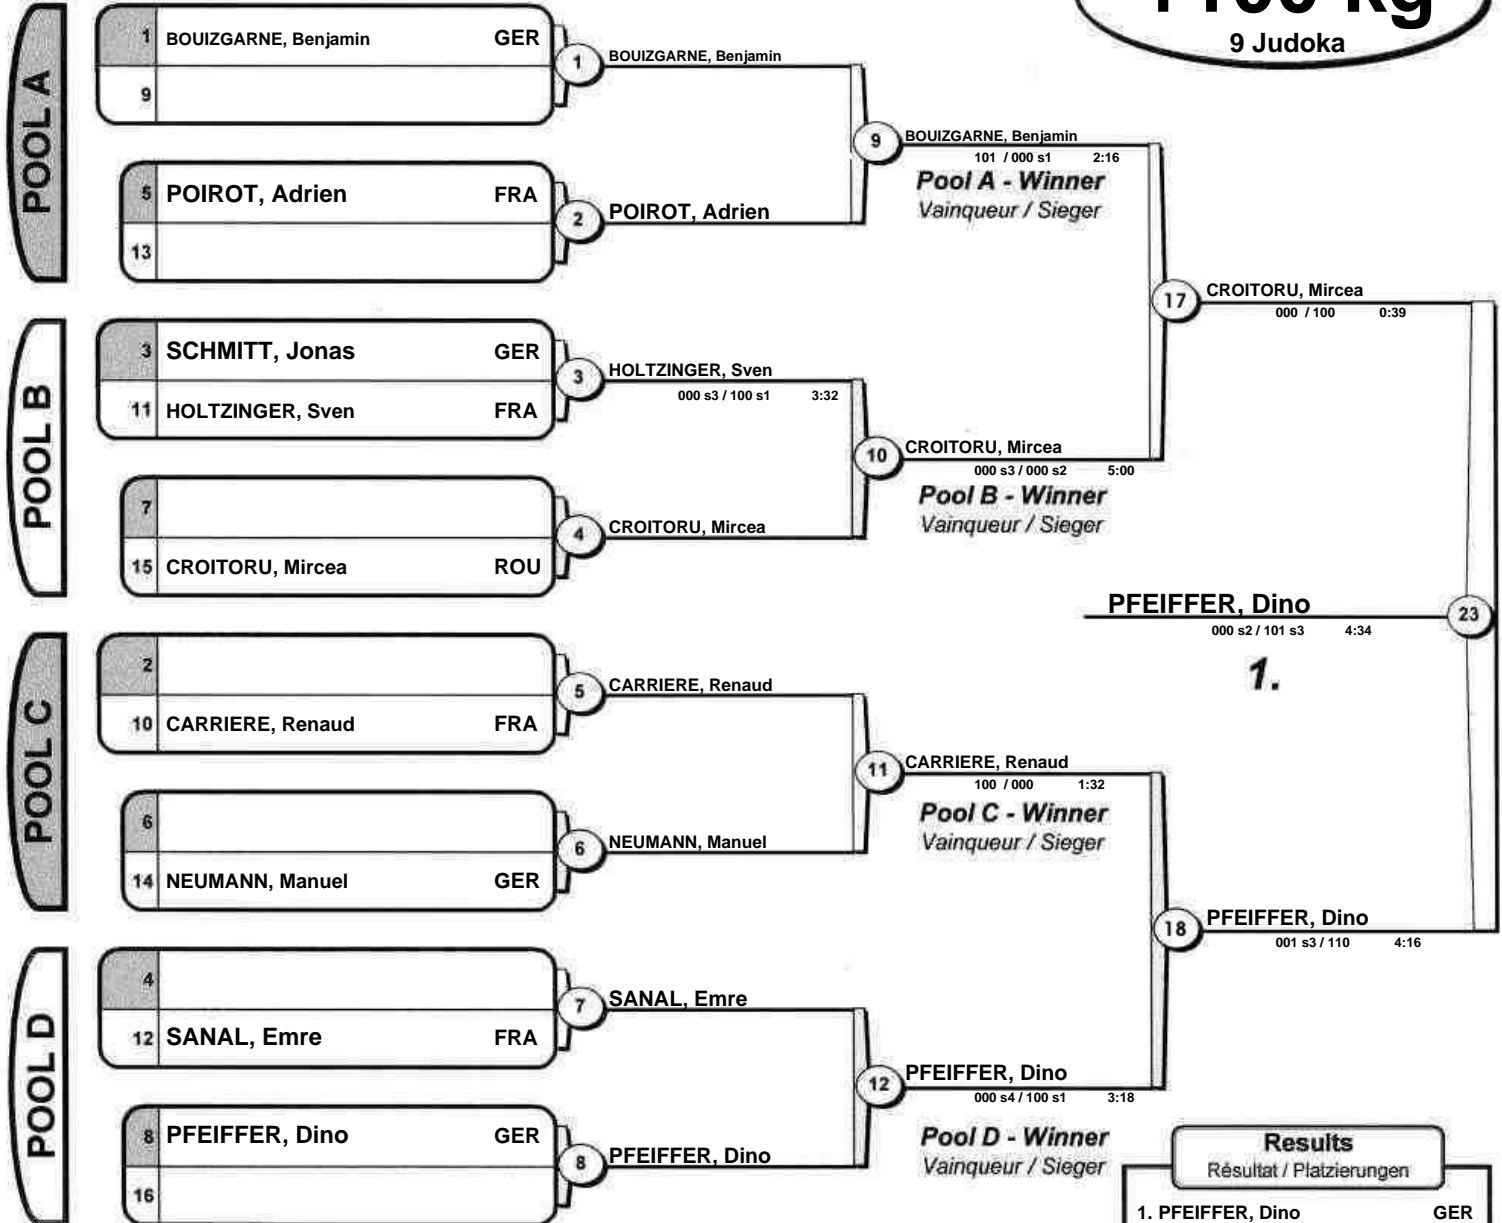 9 Judoka
POOL A
1 BOUIZGARNE, Benjamin GER
9
1 BOUIZGARNE, Benjamin
5 POIROT, Adrien FRA
13
2 POIROT, Adrien
9 BOUIZGARNE, Benjamin
101 / 000 s1 2:16
Pool A - Winner
Vainqueur / Sieger
POOL B
3 SCHMITT, Jonas GER
11 HOLTZINGER, Sven FRA
3 HOLTZINGER, Sven
000 s3 / 100 s1 3:32
7
15 CROITORU, Mircea ROU
4 CROITORU, Mircea
10 CROITORU, Mircea
000 s3 / 000 s2 5:00
Pool B - Winner
Vainqueur / Sieger
17 CROITORU, Mircea
000 / 100 0:39
PFEIFFER, Dino 23
000 s2 / 101 s3 4:34
1.
POOL C
2
10 CARRIERE, Renaud FRA
5 CARRIERE, Renaud
6
14 NEUMANN, Manuel GER
6 NEUMANN, Manuel
11 CARRIERE, Renaud
100 / 000 1:32
Pool C - Winner
Vainqueur / Sieger
18 PFEIFFER, Dino
001 s3 / 110 4:16
POOL D
4
12 SANAL, Emre FRA
7 SANAL, Emre
8 PFEIFFER, Dino GER
16
8 PFEIFFER, Dino
12 PFEIFFER, Dino
000 s4 / 100 s1 3:18
Pool D - Winner
Vainqueur / Sieger
Results
Résultat / Platzierungen
1. PFEIFFER, Dino GER